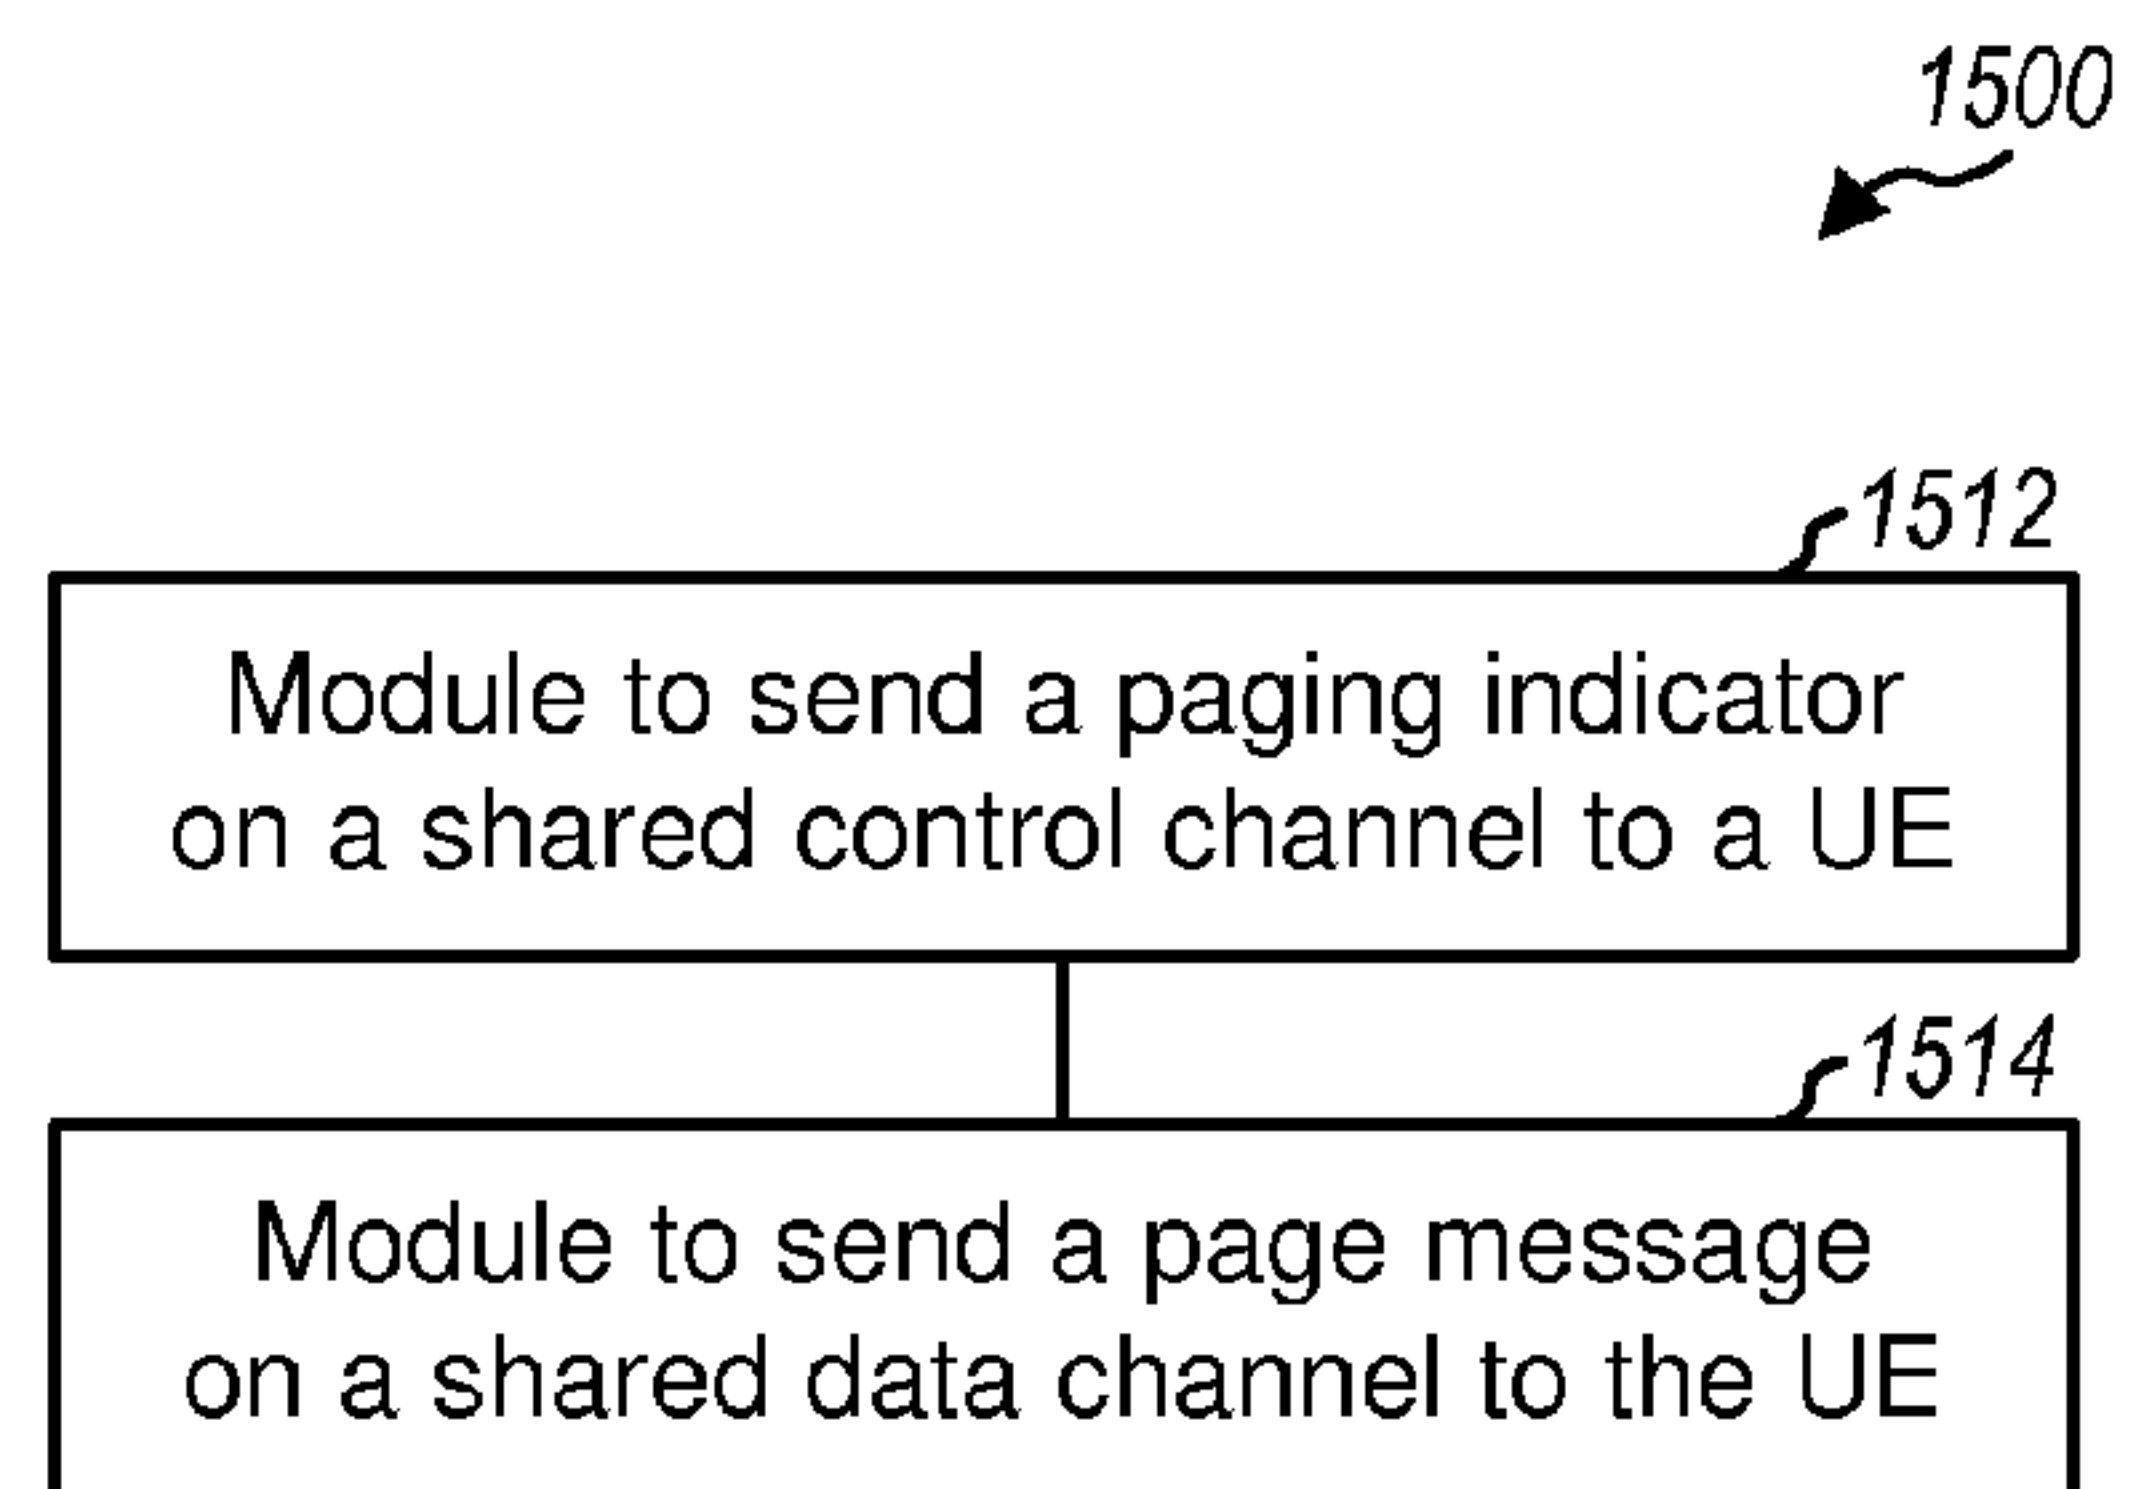 1500
1512
Module to send a paging indicator
on a shared control channel to a UE
1514
Module to send a page message
on a shared data channel to the UE